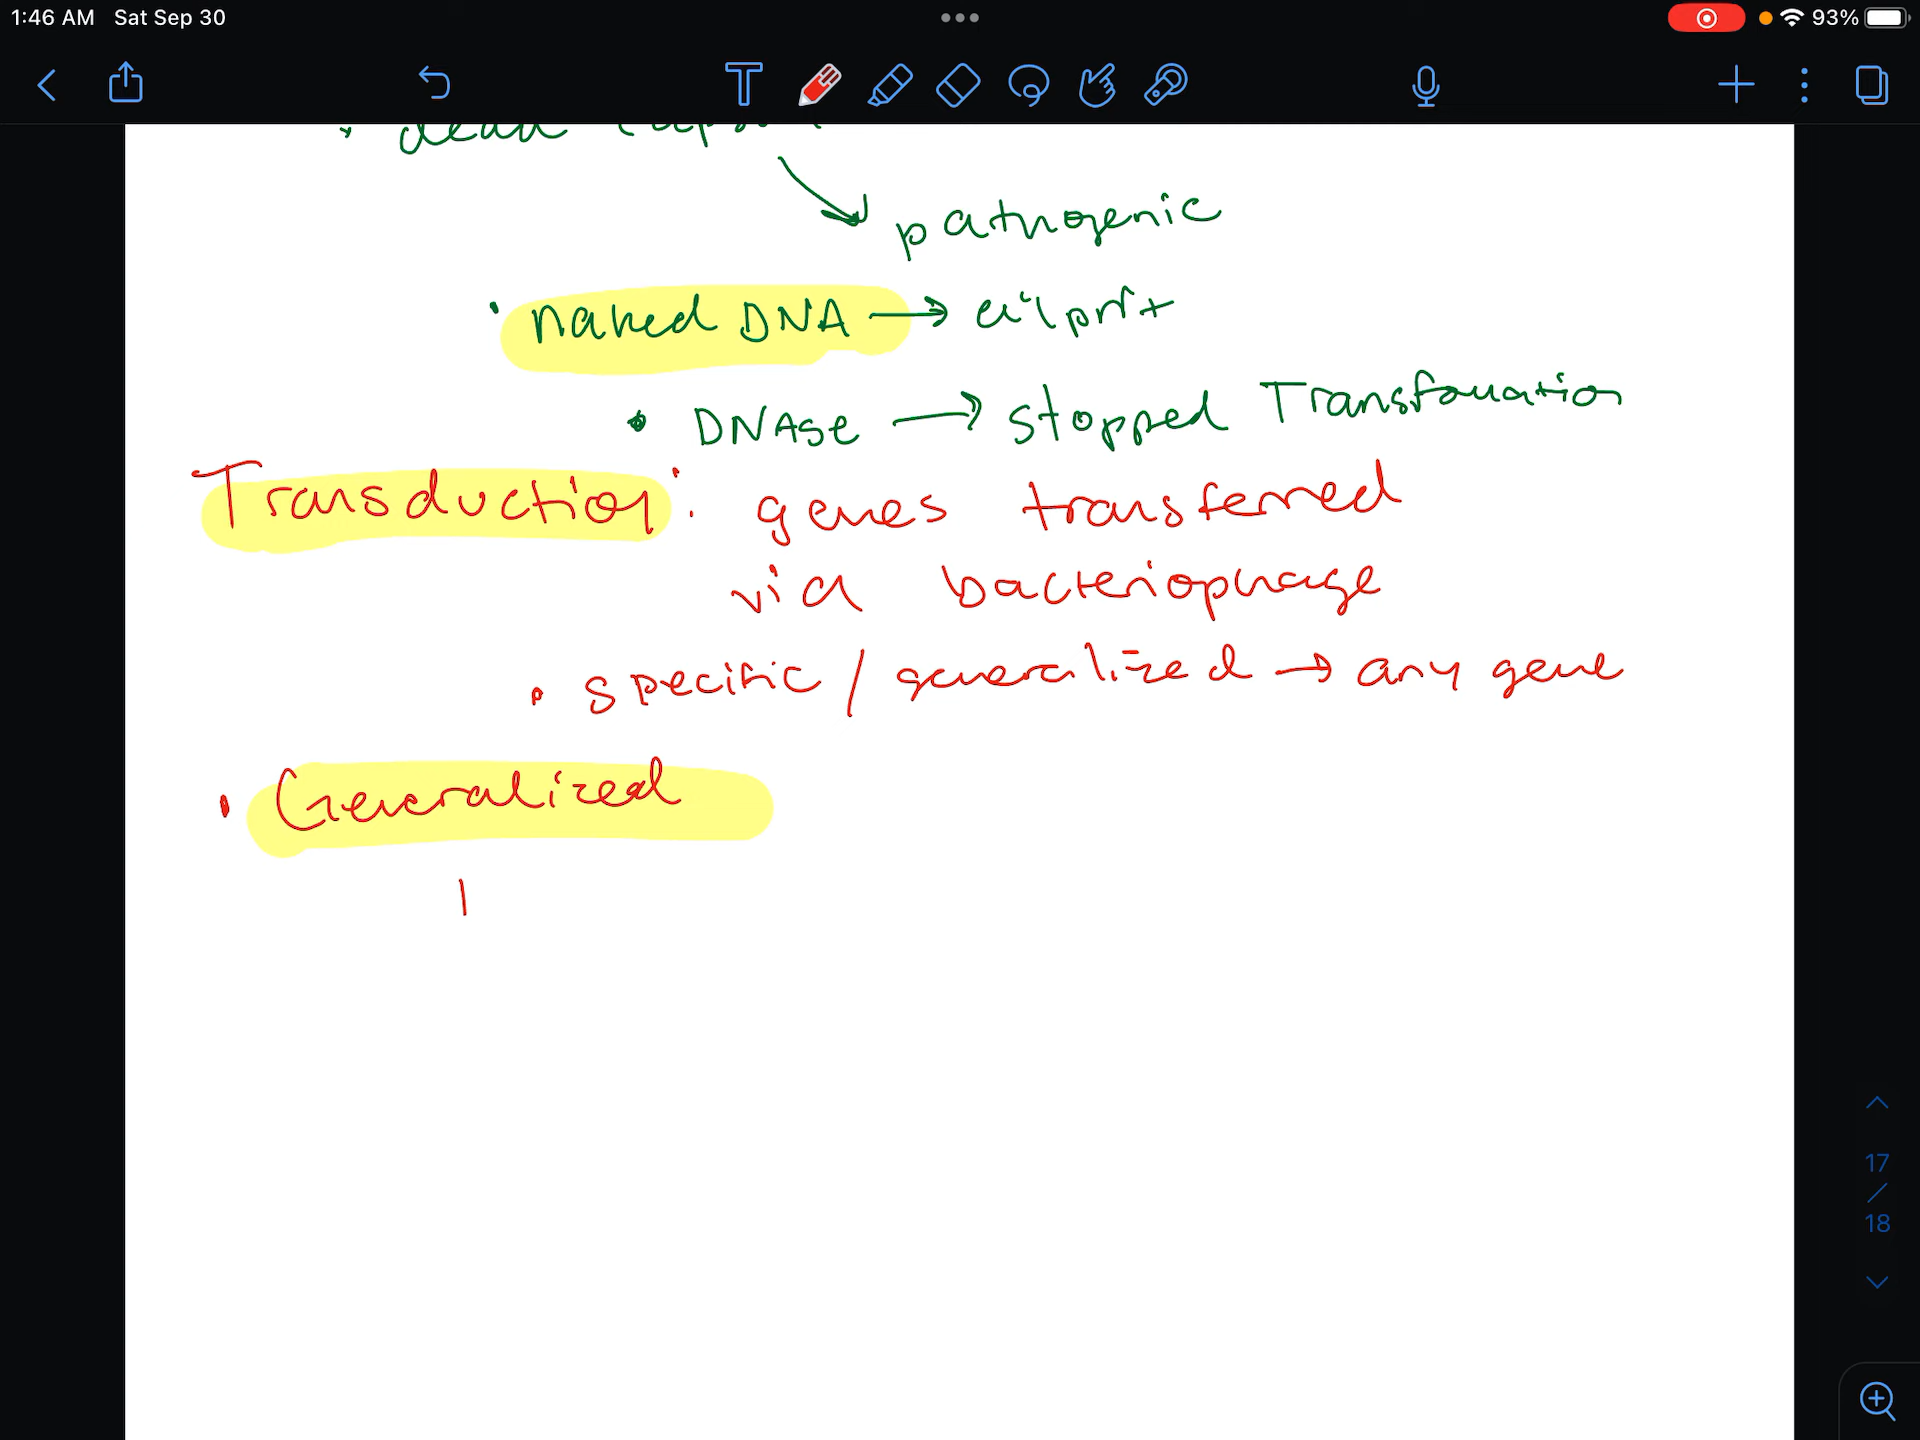 1:46 AM Sat Sep 30
93%
dead
pathogenic
naked DNA →
DNAse → stopped Transformation
Transduction: genes transferred
via bacteriophage
• specific / generalized → any gene
• Generalized
17
/
18